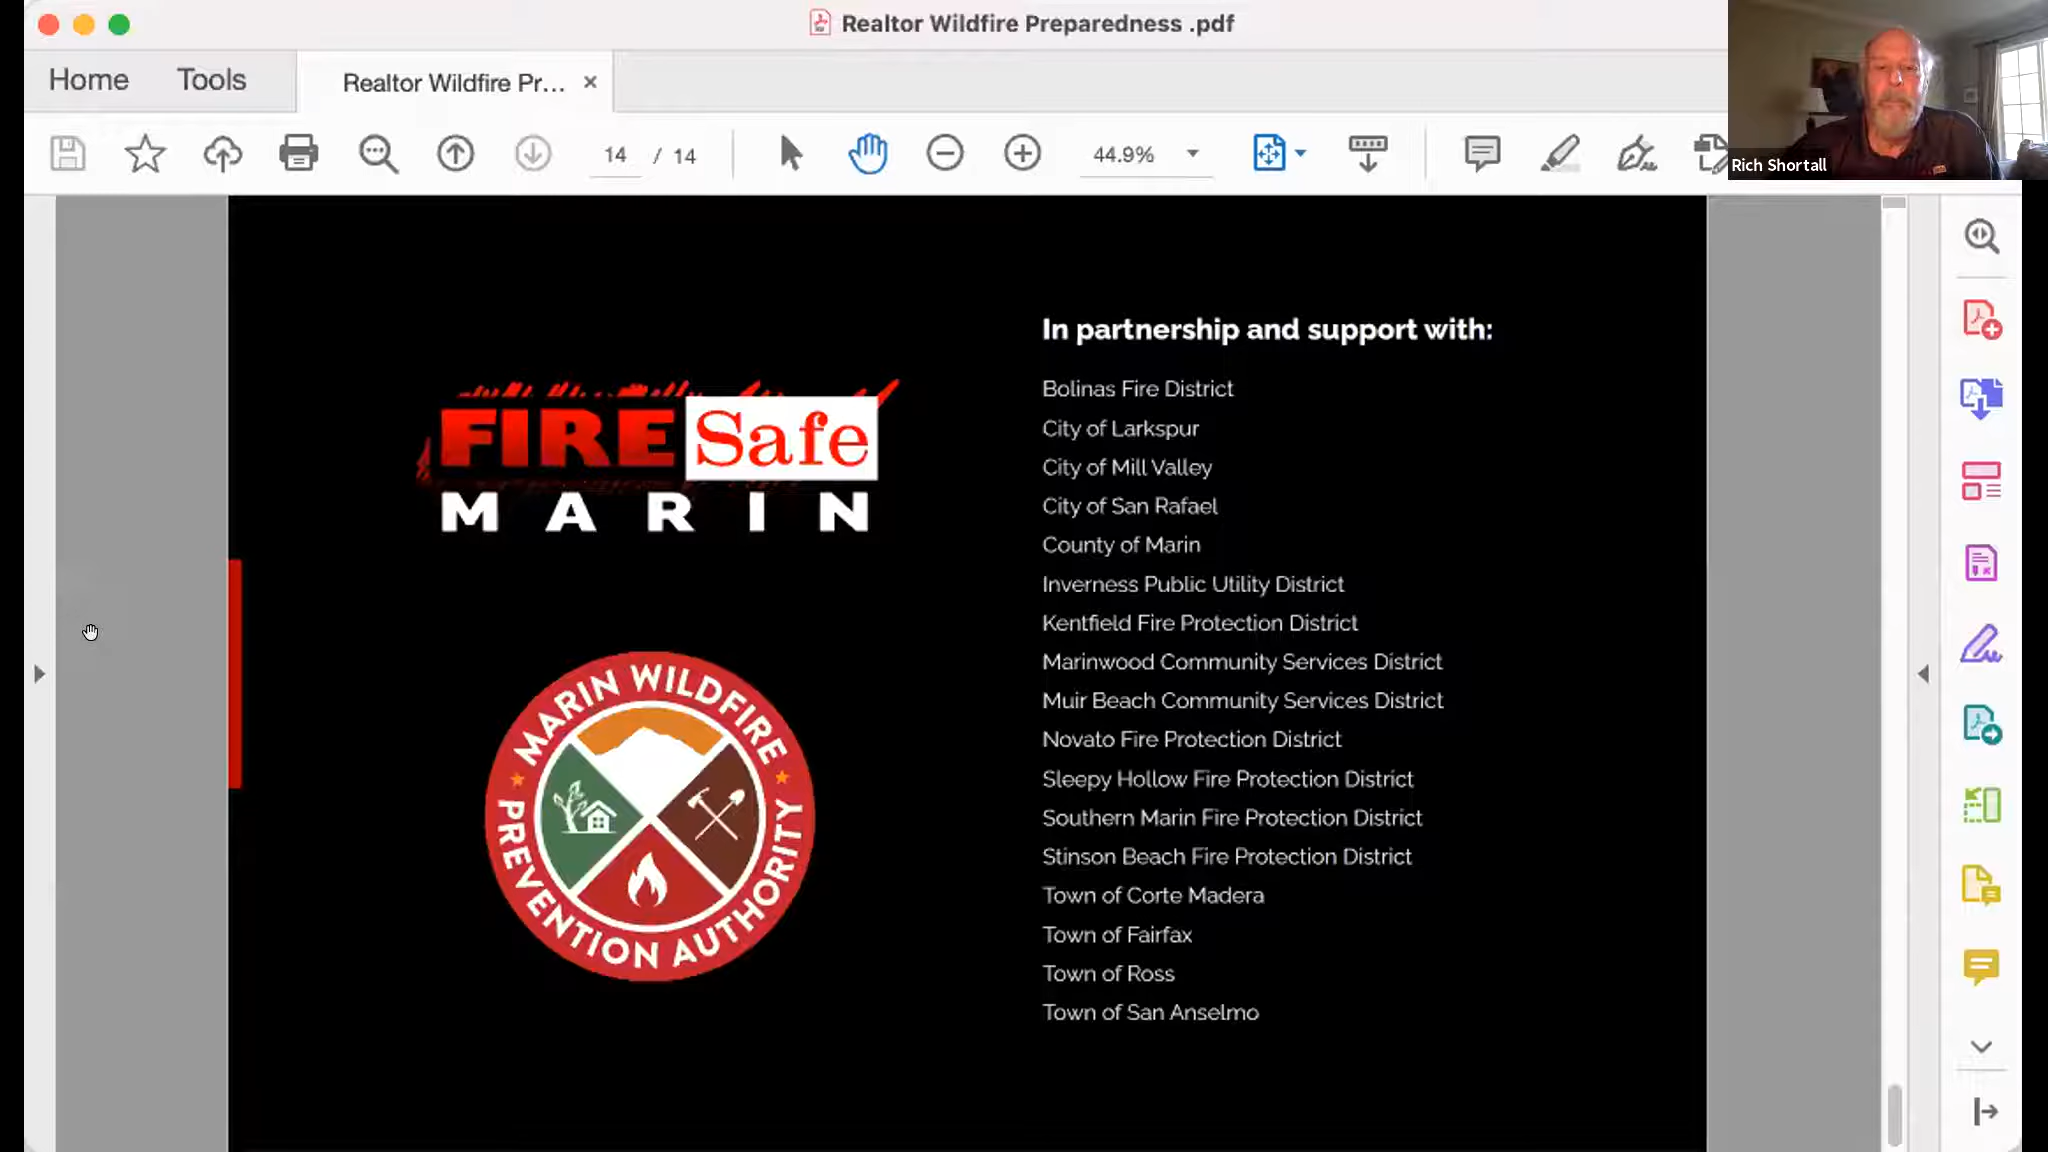 Realtor Wildfire Preparedness .pdf
Home
Tools
Realtor Wildfire Pr...
14 / 14
44.9%
Rich Shortall
FIRE Safe
MARIN
MARIN WILDFIRE
PREVENTION AUTHORITY
In partnership and support with:
Bolinas Fire District
City of Larkspur
City of Mill Valley
City of San Rafael
County of Marin
Inverness Public Utility District
Kentfield Fire Protection District
Marinwood Community Services District
Muir Beach Community Services District
Novato Fire Protection District
Sleepy Hollow Fire Protection District
Southern Marin Fire Protection District
Stinson Beach Fire Protection District
Town of Corte Madera
Town of Fairfax
Town of Ross
Town of San Anselmo